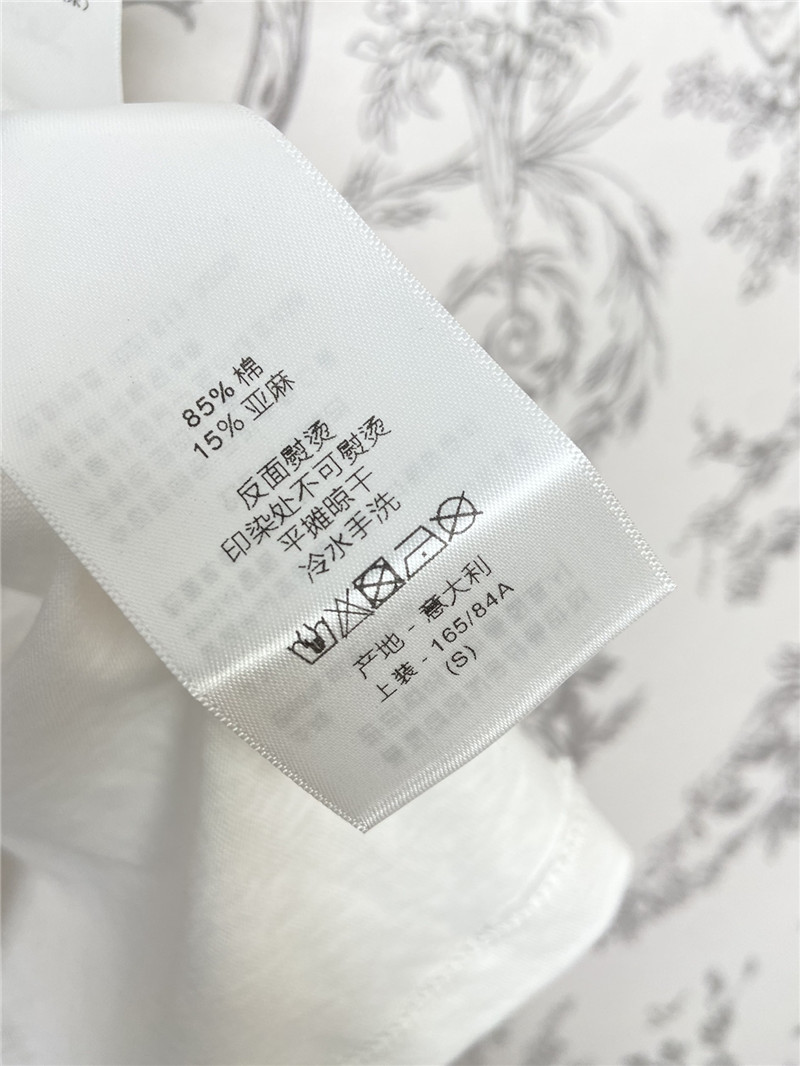 85% 棉
15% 亚麻
反面熨烫
印染处不可熨烫
平摊晾干
冷水手洗
产地 - 意大利
上装 - 165/84A
(S)